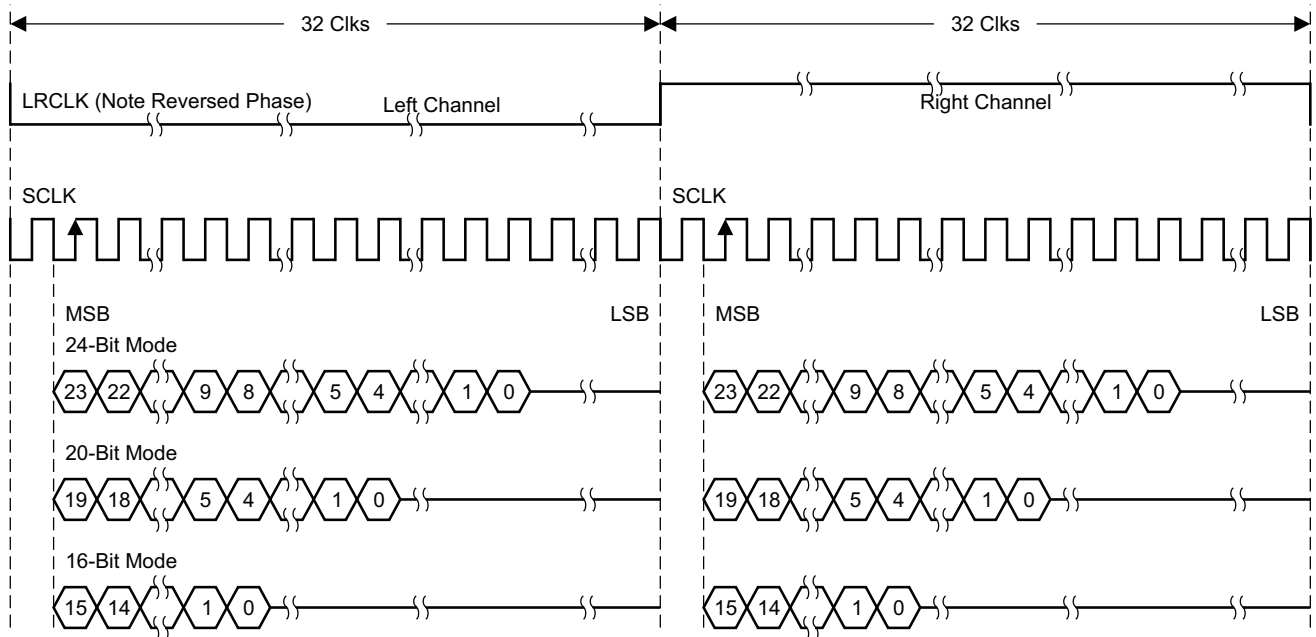 32 Clks 32 Clks
LRCLK (Note Reversed Phase) Left Channel Right Channel
SCLK SCLK
MSB LSB MSB LSB
24-Bit Mode
23 22 9 8 5 4 1 0 23 22 9 8 5 4 1 0
20-Bit Mode
19 18 5 4 1 0 19 18 5 4 1 0
16-Bit Mode
15 14 1 0 15 14 1 0